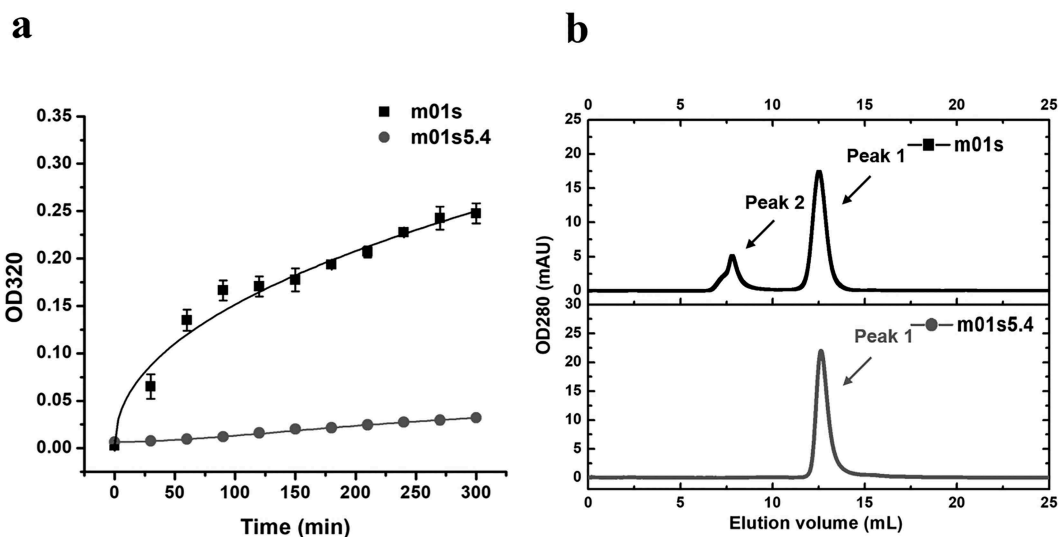 a
m01s
m01s5.4
0.35
0.30
0.25
0.20
0.15
0.10
0.05
0.00
OD320
0 50 100 150 200 250 300
Time (min)
b
0 5 10 15 20 25
25
20
15
10
5
0
Peak 2
Peak 1
m01s
OD280 (mAU)
30
25
20
15
10
5
0
Peak 1
m01s5.4
0 5 10 15 20 25
Elution volume (mL)